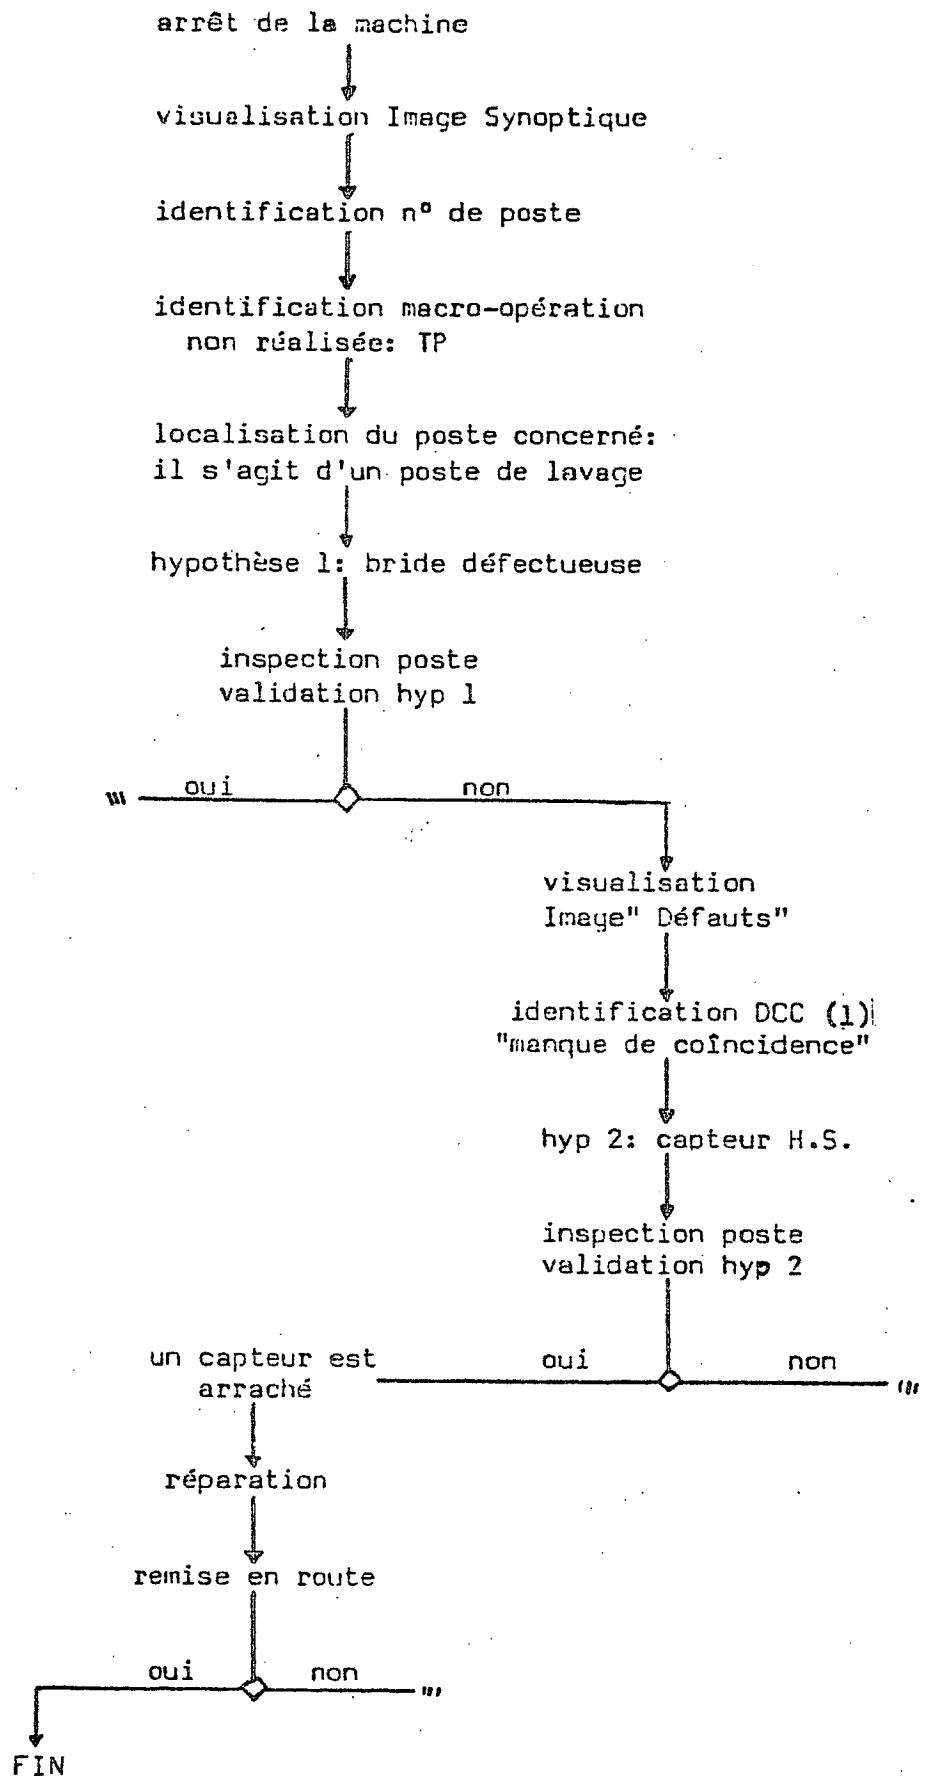 arrêt de la machine
visualisation Image Synoptique
identification nº de poste
identification macro-opération
non réalisée: TP
localisation du poste concerné:
il s'agit d'un poste de lavage
hypothèse 1: bride défectueuse
inspection poste
validation hyp 1
oui
non
visualisation
Image" Défauts"
identification DCC (1)
"manque de coîncidence"
hyp 2: capteur H.S.
inspection poste
validation hyp 2
un capteur est
arraché
oui
non
réparation
remise en route
oui
non
FIN